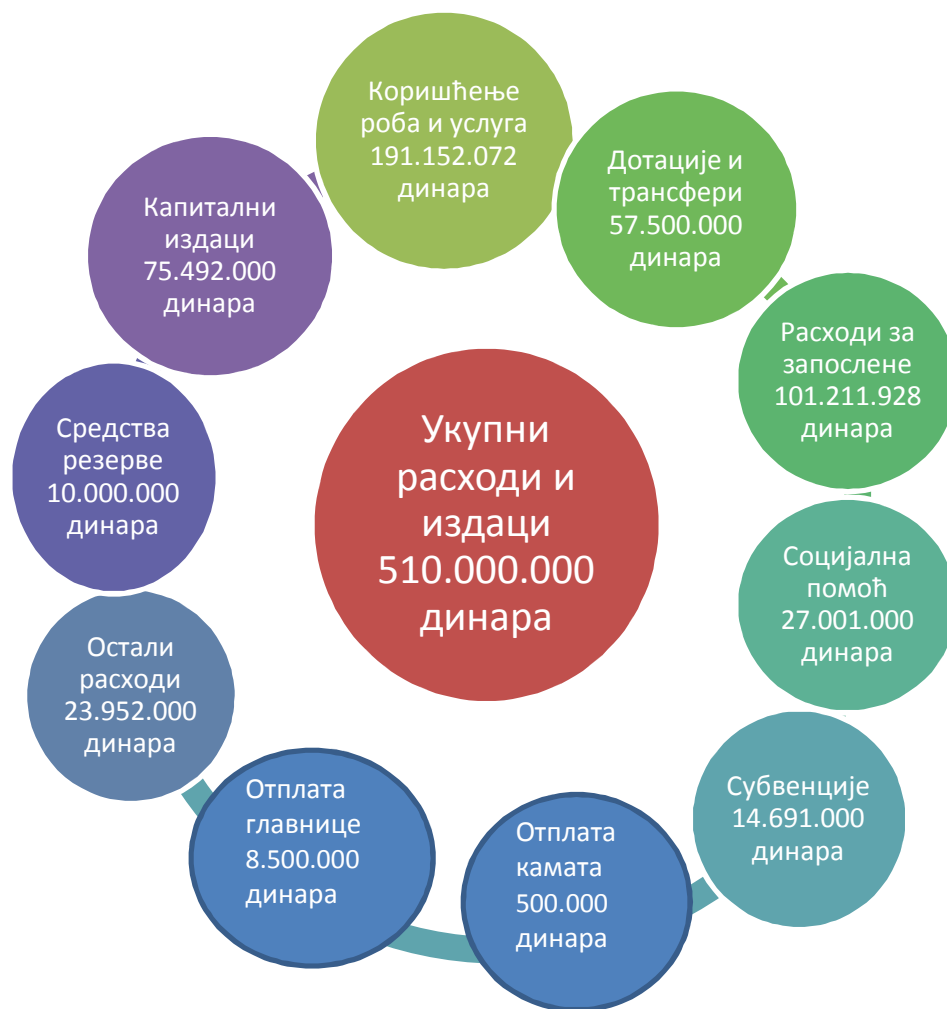 Коришћење
роба и услуга
191.152.072
динара
Дотације и
трансфери
57.500.000
динара
Расходи за
запослене
101.211.928
динара
Социјална
помоћ
27.001.000
динара
Субвенције
14.691.000
динара
Отплата
камата
500.000
динара
Отплата
главнице
8.500.000
динара
Остали
расходи
23.952.000
динара
Средства
резерве
10.000.000
динара
Капитални
издаци
75.492.000
динара
Укупни
расходи и
издаци
510.000.000
динара